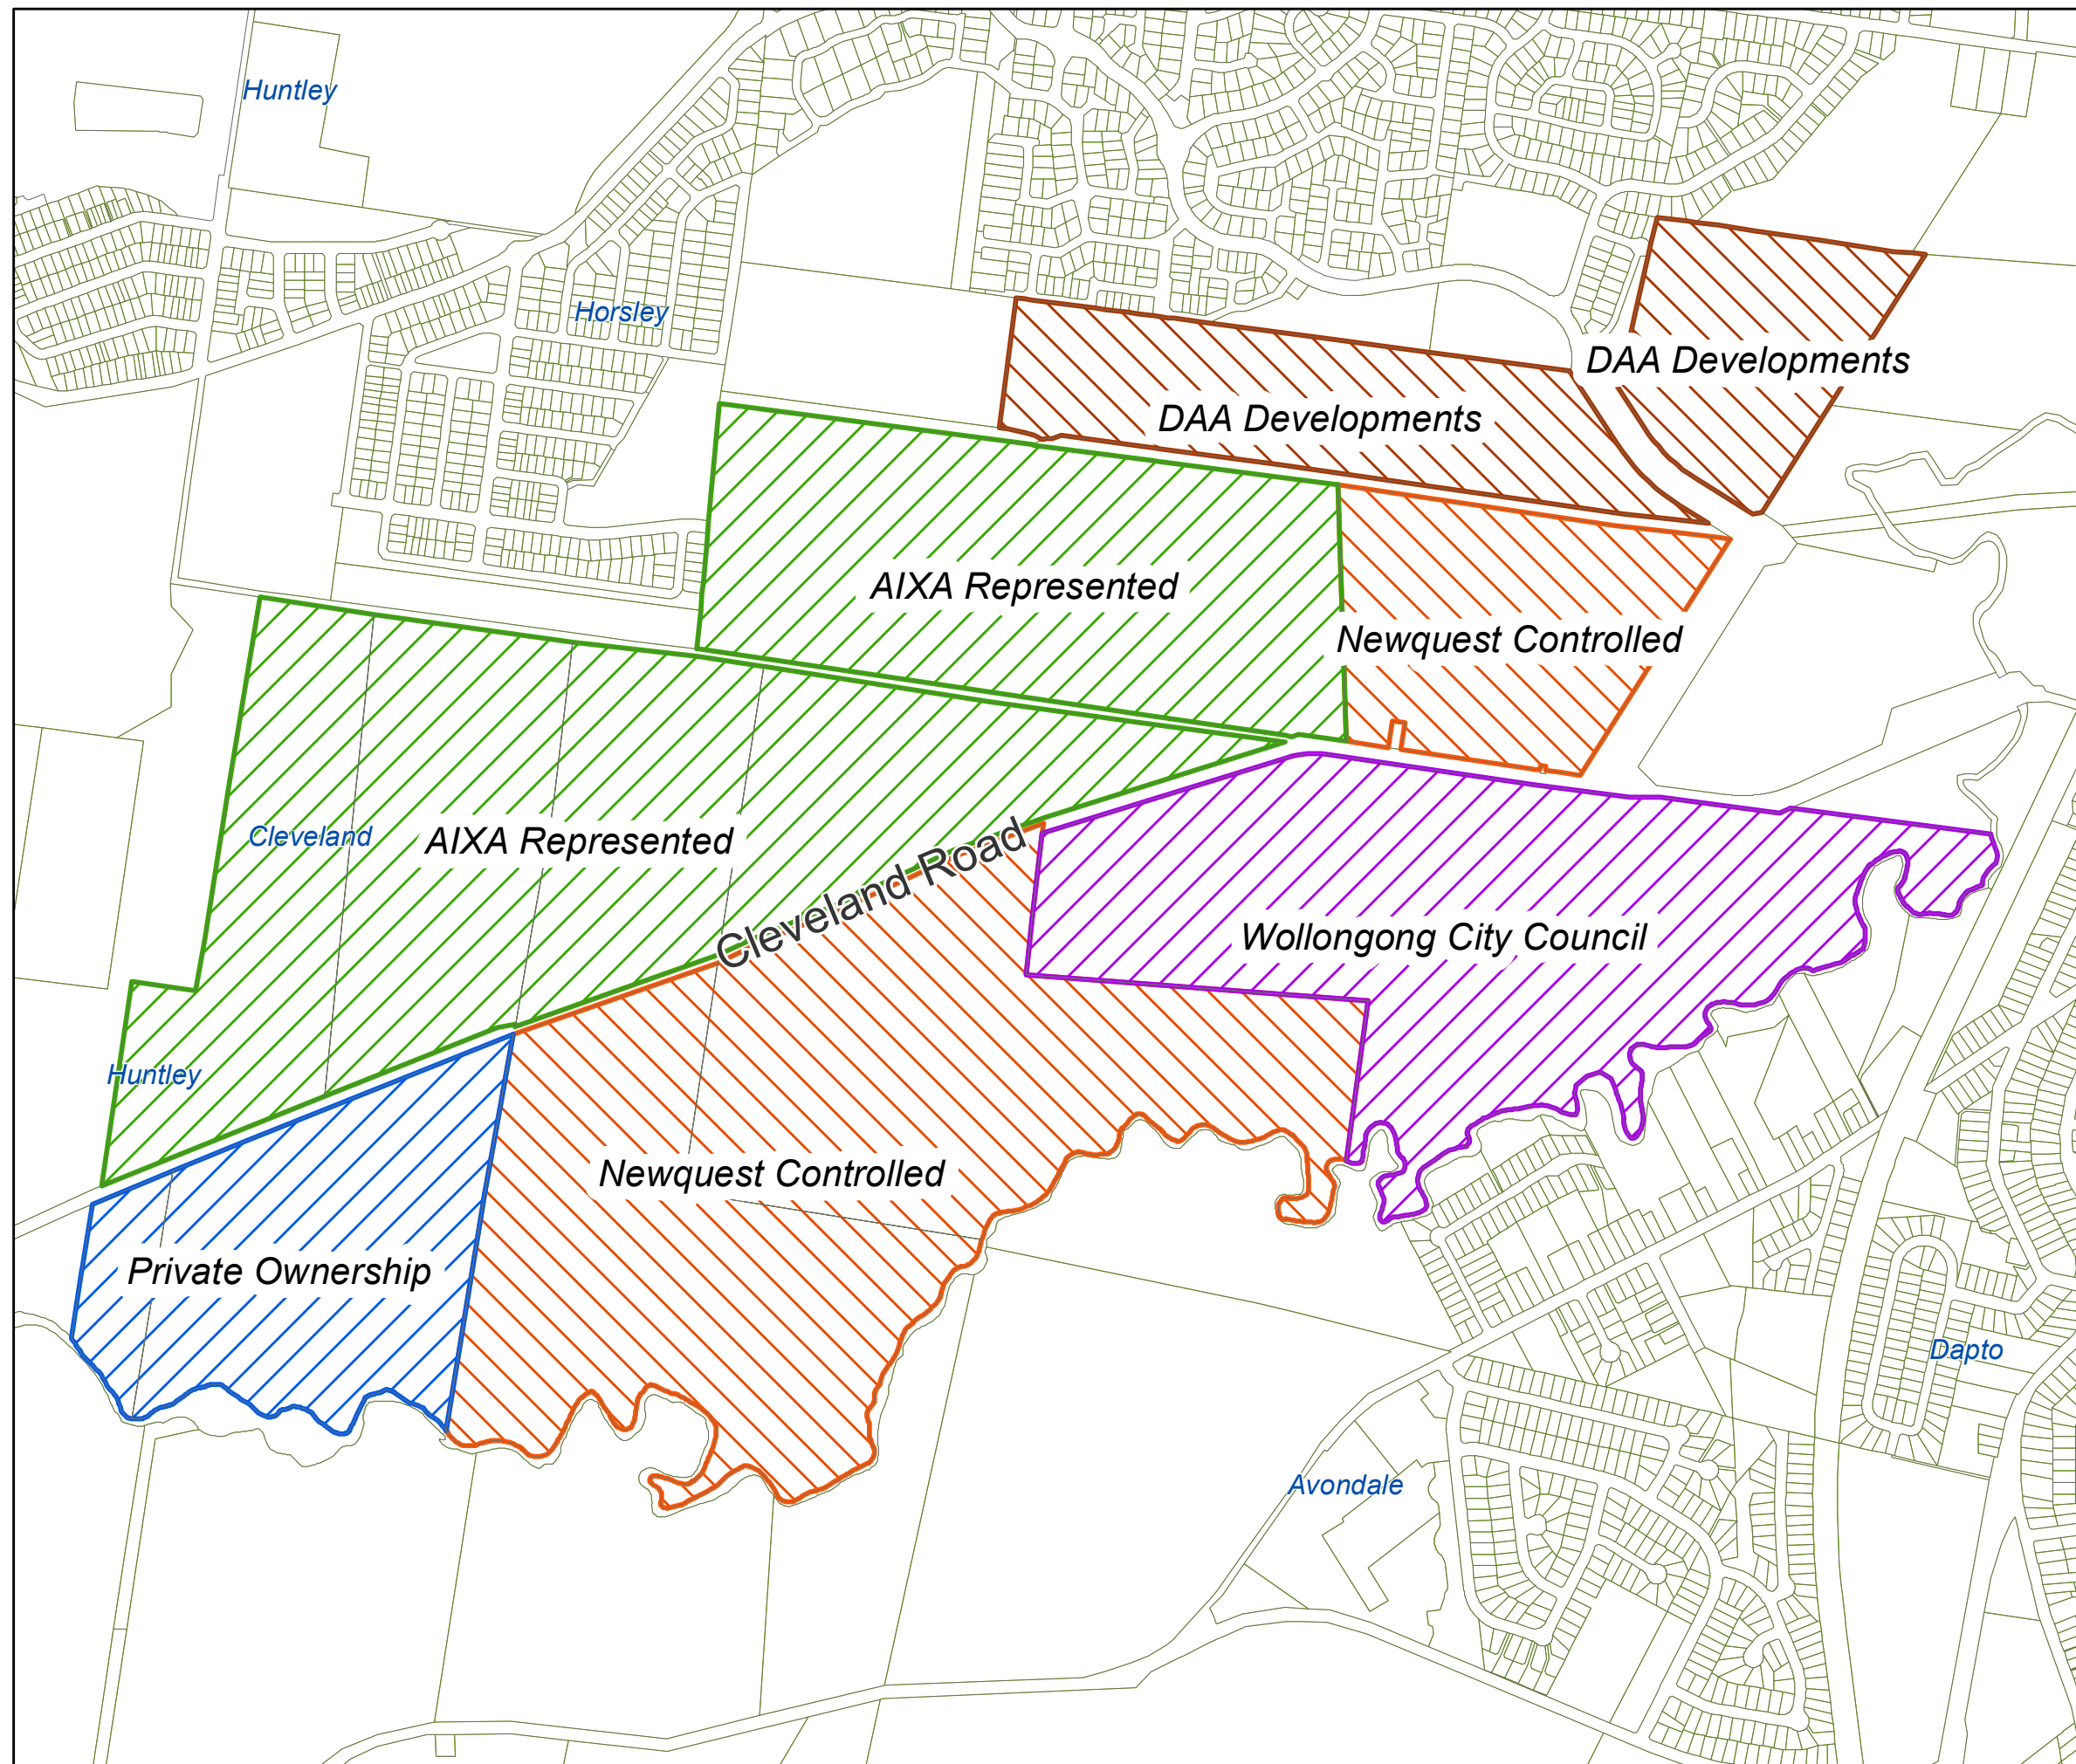 Huntley
Horsley
DAA Developments
DAA Developments
AIXA Represented
Newquest Controlled
Cleveland
AIXA Represented
Cleveland Road
Wollongong City Council
Huntley
Newquest Controlled
Private Ownership
Dapto
Avondale